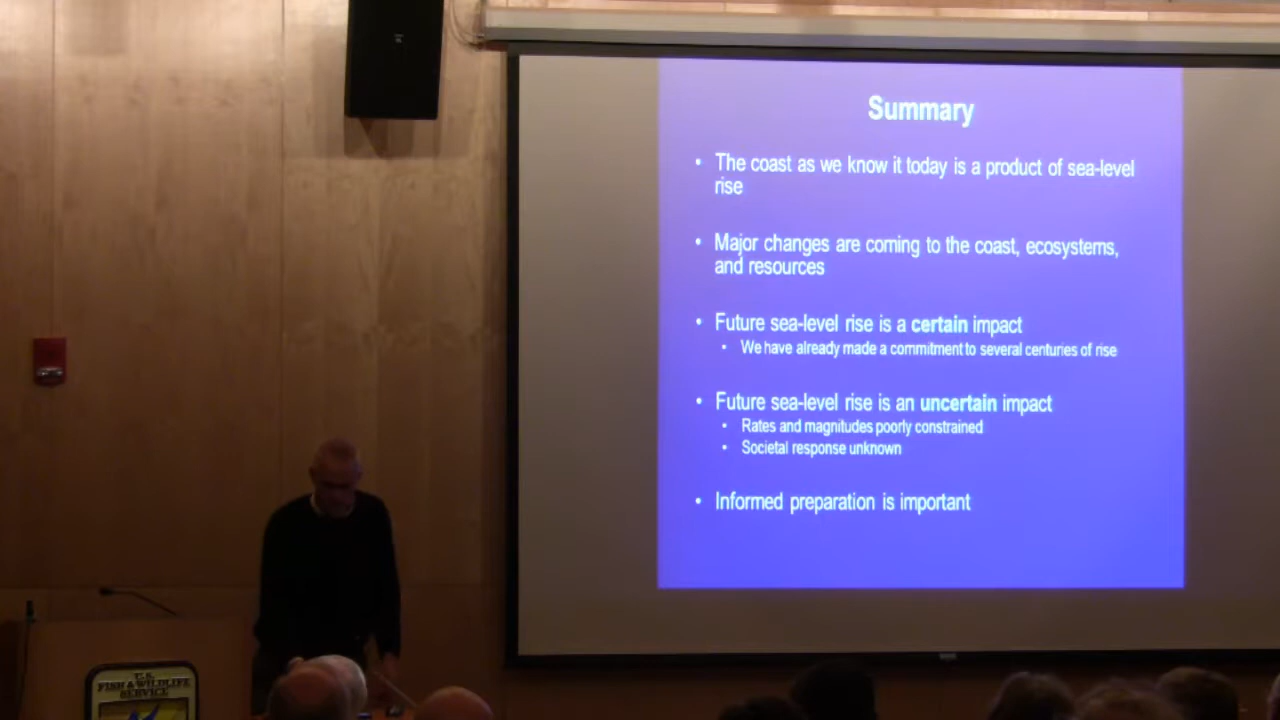 Summary
• The coast as we know it today is a product of sea-level
rise
• Major changes are coming to the coast, ecosystems,
and resources
• Future sea-level rise is a certain impact
• We have already made a commitment to several centuries of rise
• Future sea-level rise is an uncertain impact
• Rates and magnitudes poorly constrained
• Societal response unknown
• Informed preparation is important
U.S.
FISH & WILDLIFE
SERVICE